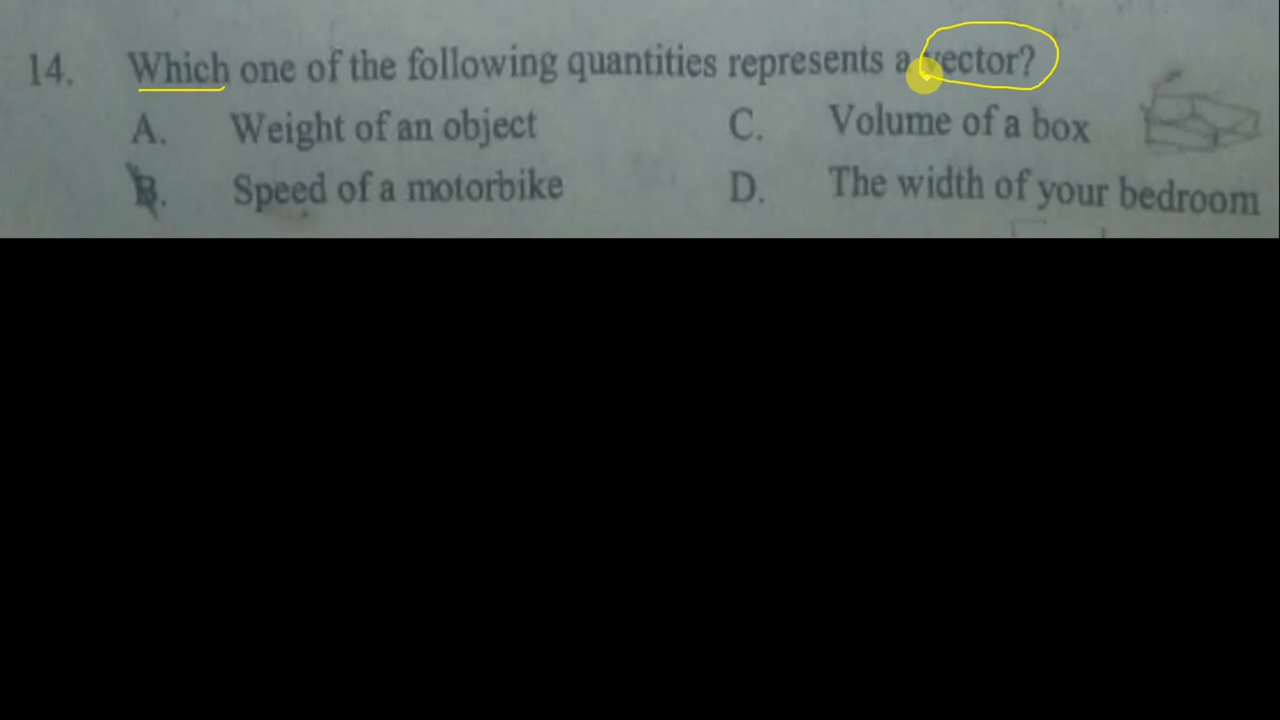 14. Which one of the following quantities represents a vector?
A. Weight of an object C. Volume of a box
B. Speed of a motorbike D. The width of your bedroom